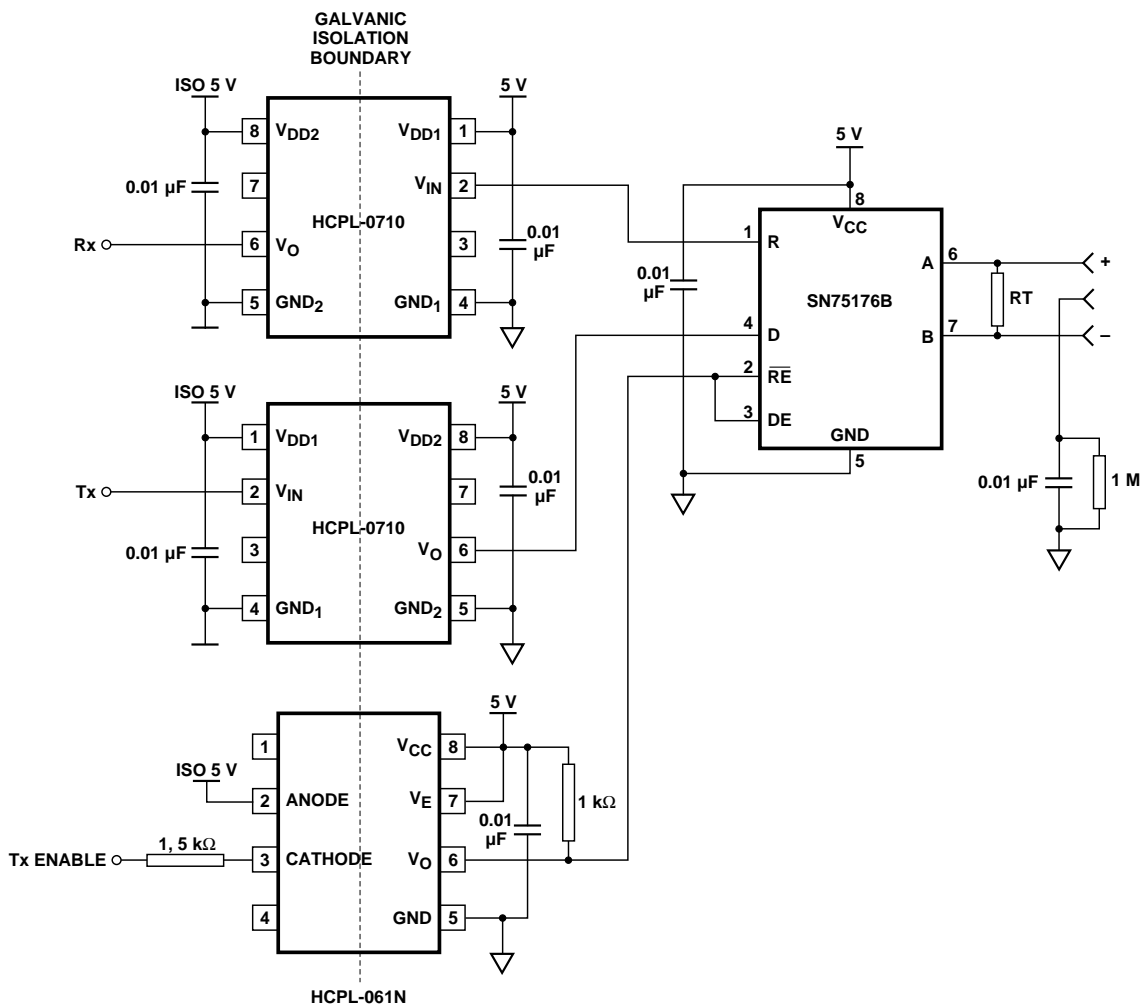 GALVANIC
ISOLATION
BOUNDARY
ISO 5 V
5 V
8 VDD2
VDD1 1
7
VIN 2
0.01 µF
HCPL-0710
Rx
6 VO
3
0.01
µF
5 GND2
GND1 4
5 V
8
VCC
1 R
A 6
+
0.01
µF
SN75176B
RT
4 D
B 7
–
2 RE
3 DE
GND
5
0.01 µF
1 M
ISO 5 V
5 V
1 VDD1
VDD2 8
Tx
2 VIN
7
0.01
µF
HCPL-0710
0.01 µF
3
VO 6
4 GND1
GND2 5
5 V
1
VCC 8
ISO 5 V
2 ANODE
VE 7
1 kΩ
0.01
µF
1, 5 kΩ
Tx ENABLE
3 CATHODE
VO 6
4
GND 5
HCPL-061N